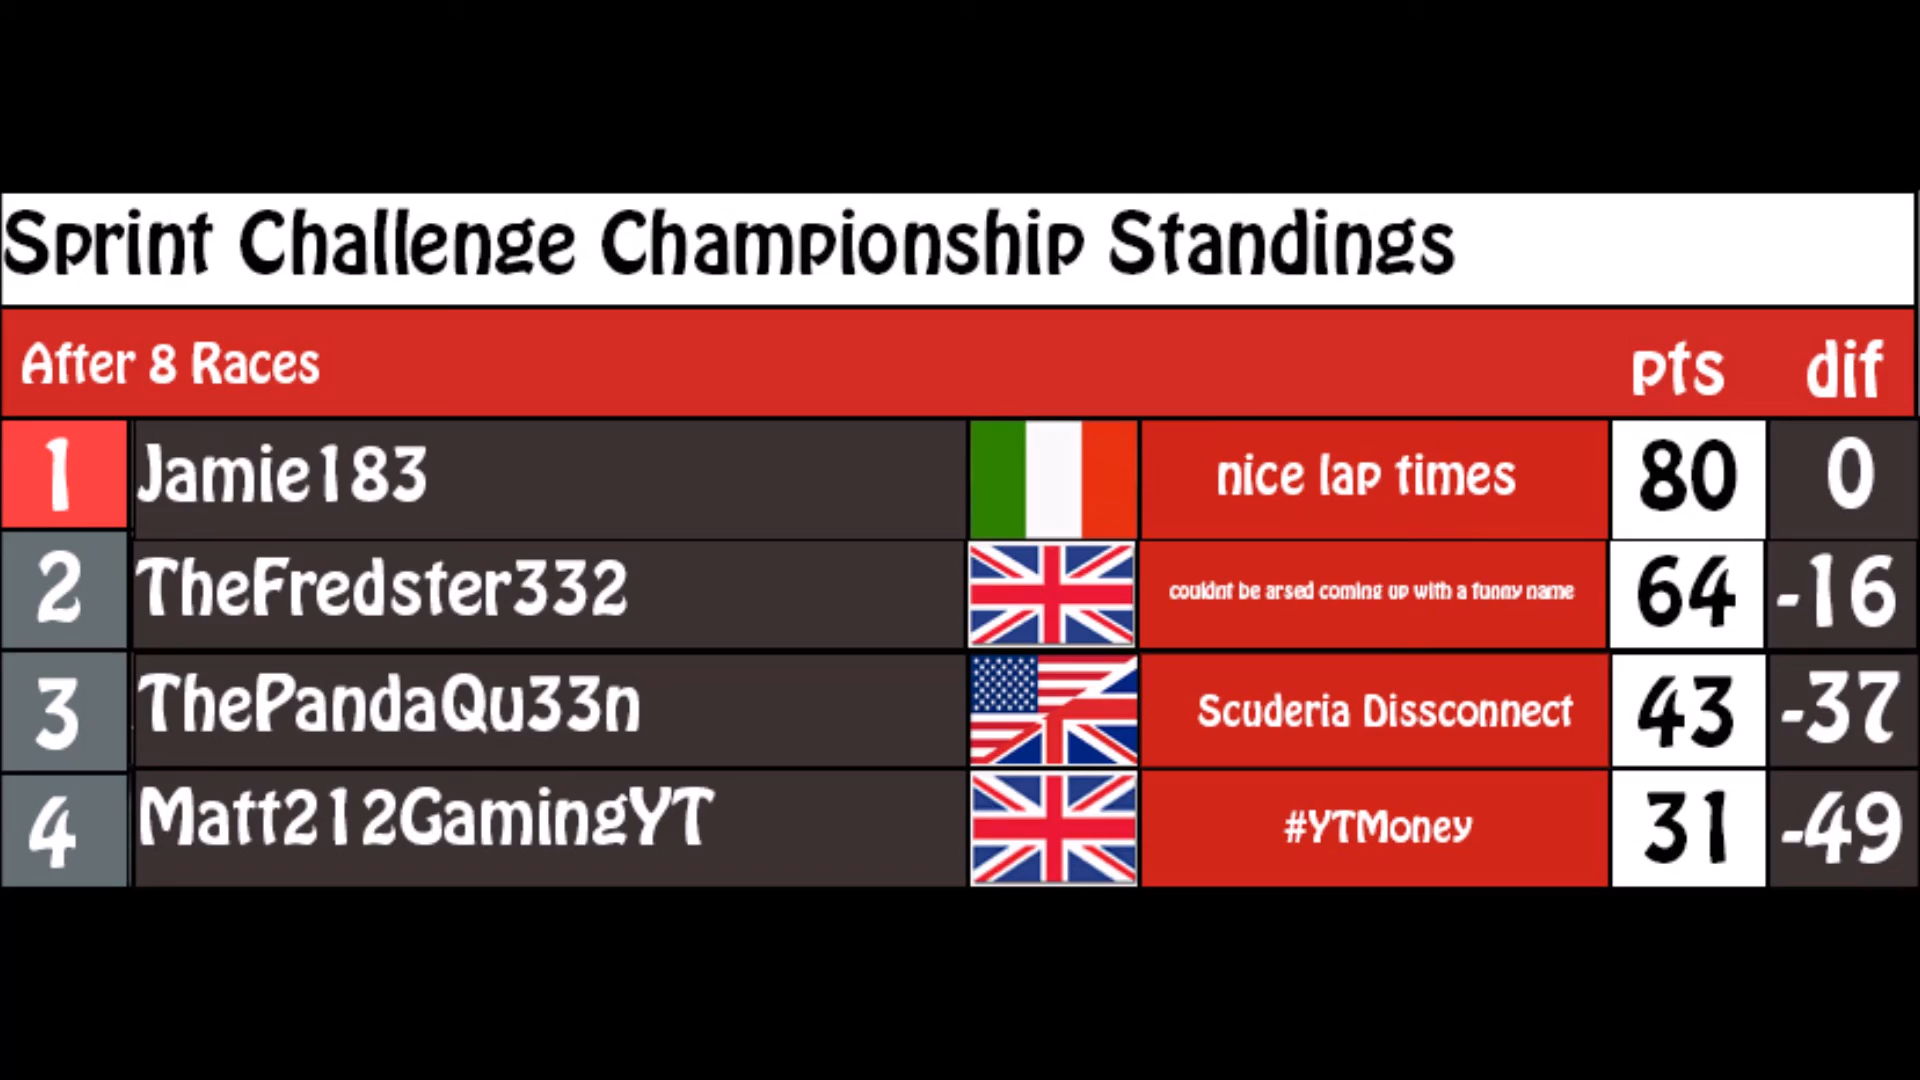 Sprint Challenge Championship Standings
After 8 Races pts dif
1 Jamie183 nice lap times 80 0
2 TheFredster332 couldnt be arsed coming up with a funny name 64 -16
3 ThePandaQu33n Scuderia Dissconnect 43 -37
4 Matt212GamingYT #YTMoney 31 -49